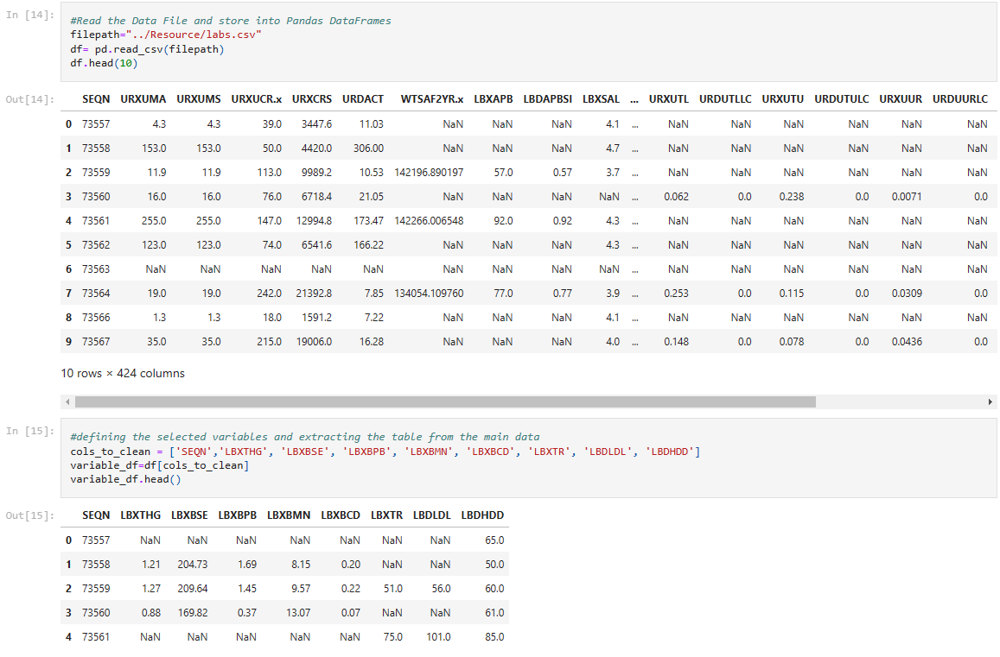 In [14]:
#Read the Data File and store into Pandas DataFrames
filepath="../Resource/labs.csv"
df= pd.read_csv(filepath)
df.head(10)
Out[14]:
SEQN URXUMA URXUMS URXUCR.x URXCRS URDACT WTSAF2YR.x LBXAPB LBDAPBSI LBXSAL ... URXUTL URDUTLLC URXUTU URDUTULC URXUUR URDUURLC
0 73557 4.3 4.3 39.0 3447.6 11.03 NaN NaN NaN 4.1 ... NaN NaN NaN NaN NaN NaN
1 73558 153.0 153.0 50.0 4420.0 306.00 NaN NaN NaN 4.7 ... NaN NaN NaN NaN NaN NaN
2 73559 11.9 11.9 113.0 9989.2 10.53 142196.890197 57.0 0.57 3.7 ... NaN NaN NaN NaN NaN NaN
3 73560 16.0 16.0 76.0 6718.4 21.05 NaN NaN NaN NaN ... 0.062 0.0 0.238 0.0 0.0071 0.0
4 73561 255.0 255.0 147.0 12994.8 173.47 142266.006548 92.0 0.92 4.3 ... NaN NaN NaN NaN NaN NaN
5 73562 123.0 123.0 74.0 6541.6 166.22 NaN NaN NaN 4.3 ... NaN NaN NaN NaN NaN NaN
6 73563 NaN NaN NaN NaN NaN NaN NaN NaN NaN ... NaN NaN NaN NaN NaN NaN
7 73564 19.0 19.0 242.0 21392.8 7.85 134054.109760 77.0 0.77 3.9 ... 0.253 0.0 0.115 0.0 0.0309 0.0
8 73566 1.3 1.3 18.0 1591.2 7.22 NaN NaN NaN 4.1 ... NaN NaN NaN NaN NaN NaN
9 73567 35.0 35.0 215.0 19006.0 16.28 NaN NaN NaN 4.0 ... 0.148 0.0 0.078 0.0 0.0436 0.0
10 rows × 424 columns
In [15]:
#defining the selected variables and extracting the table from the main data
cols_to_clean = ['SEQN','LBXTHG', 'LBXBSE', 'LBXBPB', 'LBXBMN', 'LBXBCD', 'LBXTR', 'LBDLDL', 'LBDHDD']
variable_df=df[cols_to_clean]
variable_df.head()
Out[15]:
SEQN LBXTHG LBXBSE LBXBPB LBXBMN LBXBCD LBXTR LBDLDL LBDHDD
0 73557 NaN NaN NaN NaN NaN NaN NaN 65.0
1 73558 1.21 204.73 1.69 8.15 0.20 NaN NaN 50.0
2 73559 1.27 209.64 1.45 9.57 0.22 51.0 56.0 60.0
3 73560 0.88 169.82 0.37 13.07 0.07 NaN NaN 61.0
4 73561 NaN NaN NaN NaN NaN 75.0 101.0 85.0